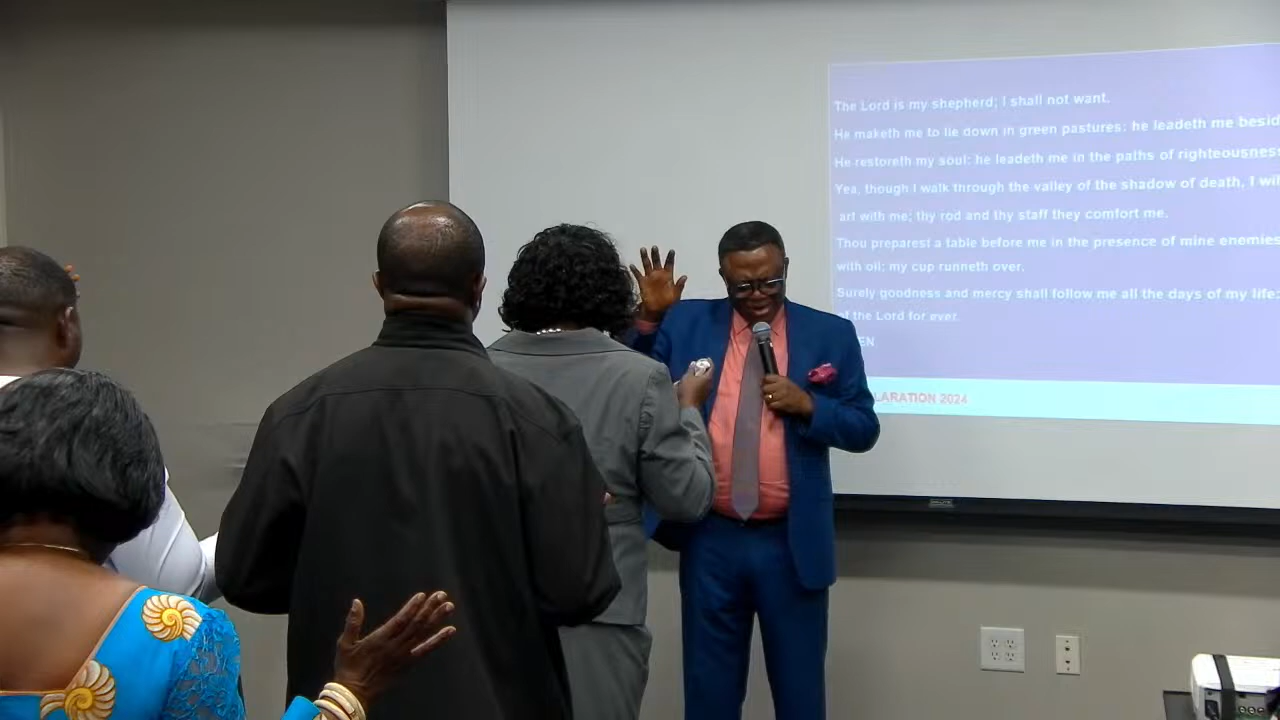 The Lord is my shepherd; I shall not want.
He maketh me to lie down in green pastures: he leadeth me besid
He restoreth my soul: he leadeth me in the paths of righteousness
Yea, though I walk through the valley of the shadow of death, I wil
art with me; thy rod and thy staff they comfort me.
Thou preparest a table before me in the presence of mine enemies
with oil; my cup runneth over.
Surely goodness and mercy shall follow me all the days of my life:
of the Lord for ever.
EN
LARATION 2024